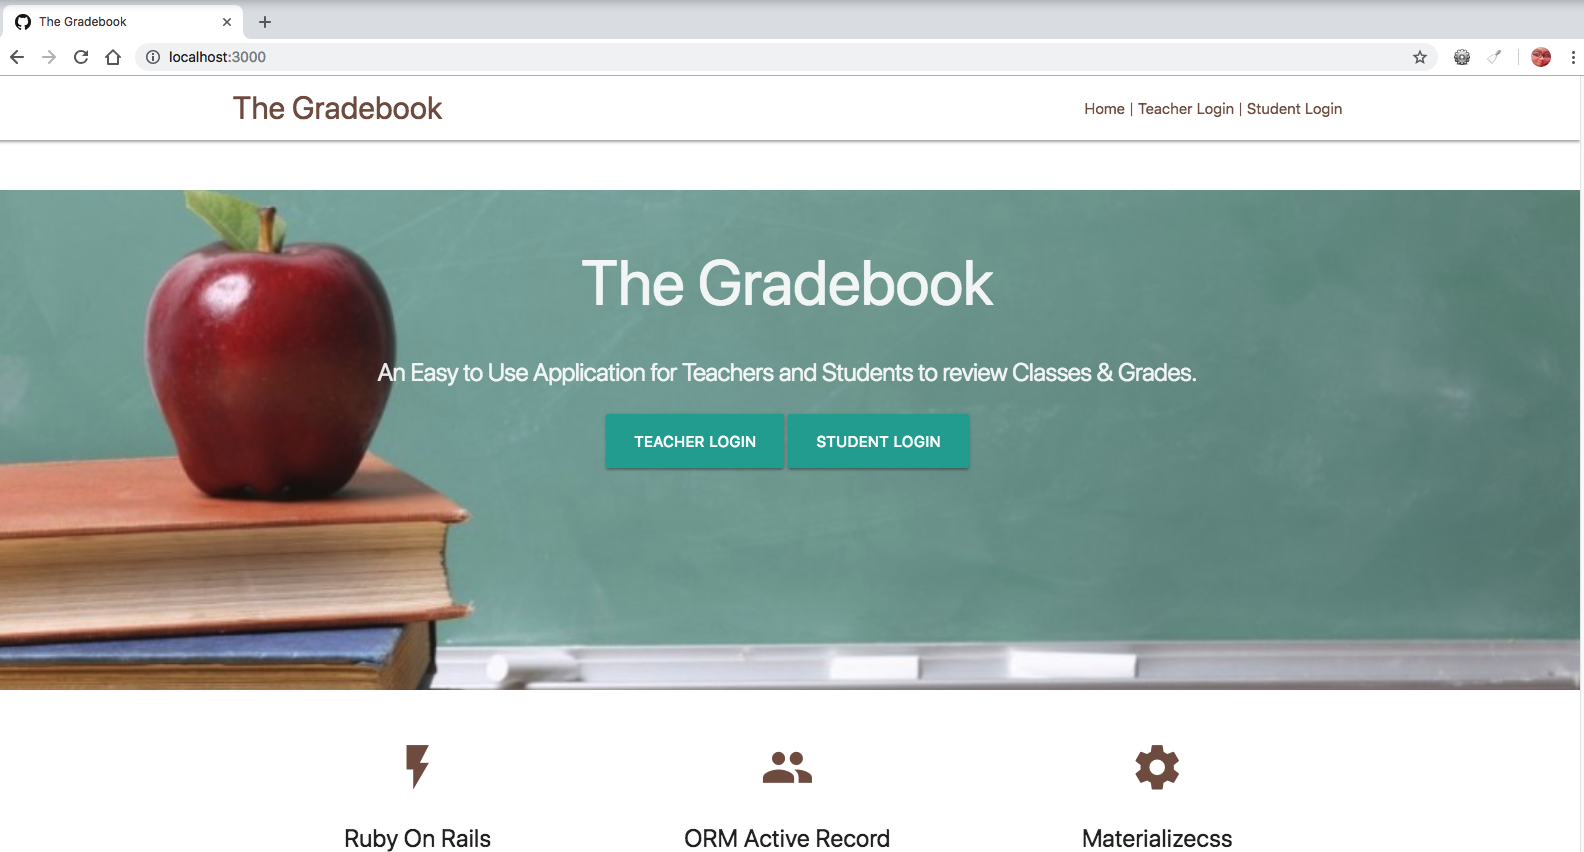 The Gradebook
localhost:3000
The Gradebook
Home | Teacher Login | Student Login
The Gradebook
An Easy to Use Application for Teachers and Students to review Classes & Grades.
TEACHER LOGIN STUDENT LOGIN
Ruby On Rails
ORM Active Record
Materializecss